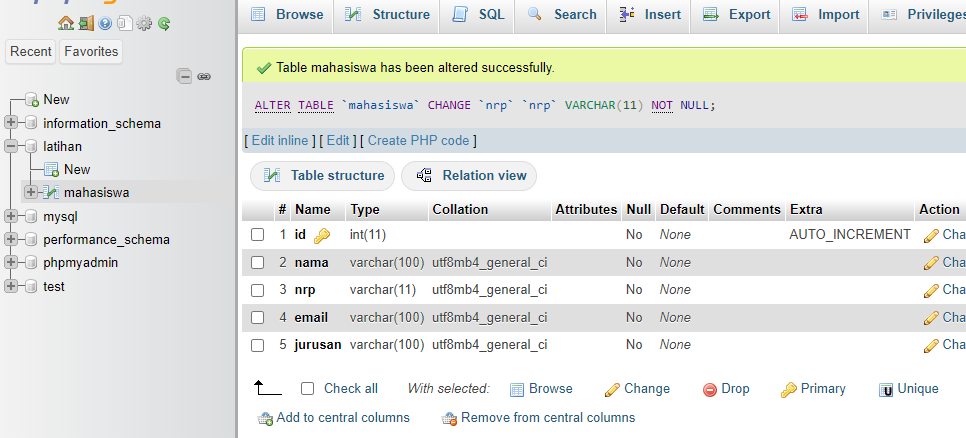 Browse Structure SQL Search Insert Export Import Privileges
Recent Favorites
New
information_schema
latihan
New
mahasiswa
mysql
performance_schema
phpmyadmin
test
Table mahasiswa has been altered successfully.
ALTER TABLE `mahasiswa` CHANGE `nrp` `nrp` VARCHAR(11) NOT NULL;
[ Edit inline ] [ Edit ] [ Create PHP code ]
Table structure Relation view
# Name Type Collation Attributes Null Default Comments Extra Action
1 id int(11) No None AUTO_INCREMENT Cha
2 nama varchar(100) utf8mb4_general_ci No None Cha
3 nrp varchar(11) utf8mb4_general_ci No None Cha
4 email varchar(100) utf8mb4_general_ci No None Cha
5 jurusan varchar(100) utf8mb4_general_ci No None Cha
Check all With selected: Browse Change Drop Primary Unique
Add to central columns Remove from central columns